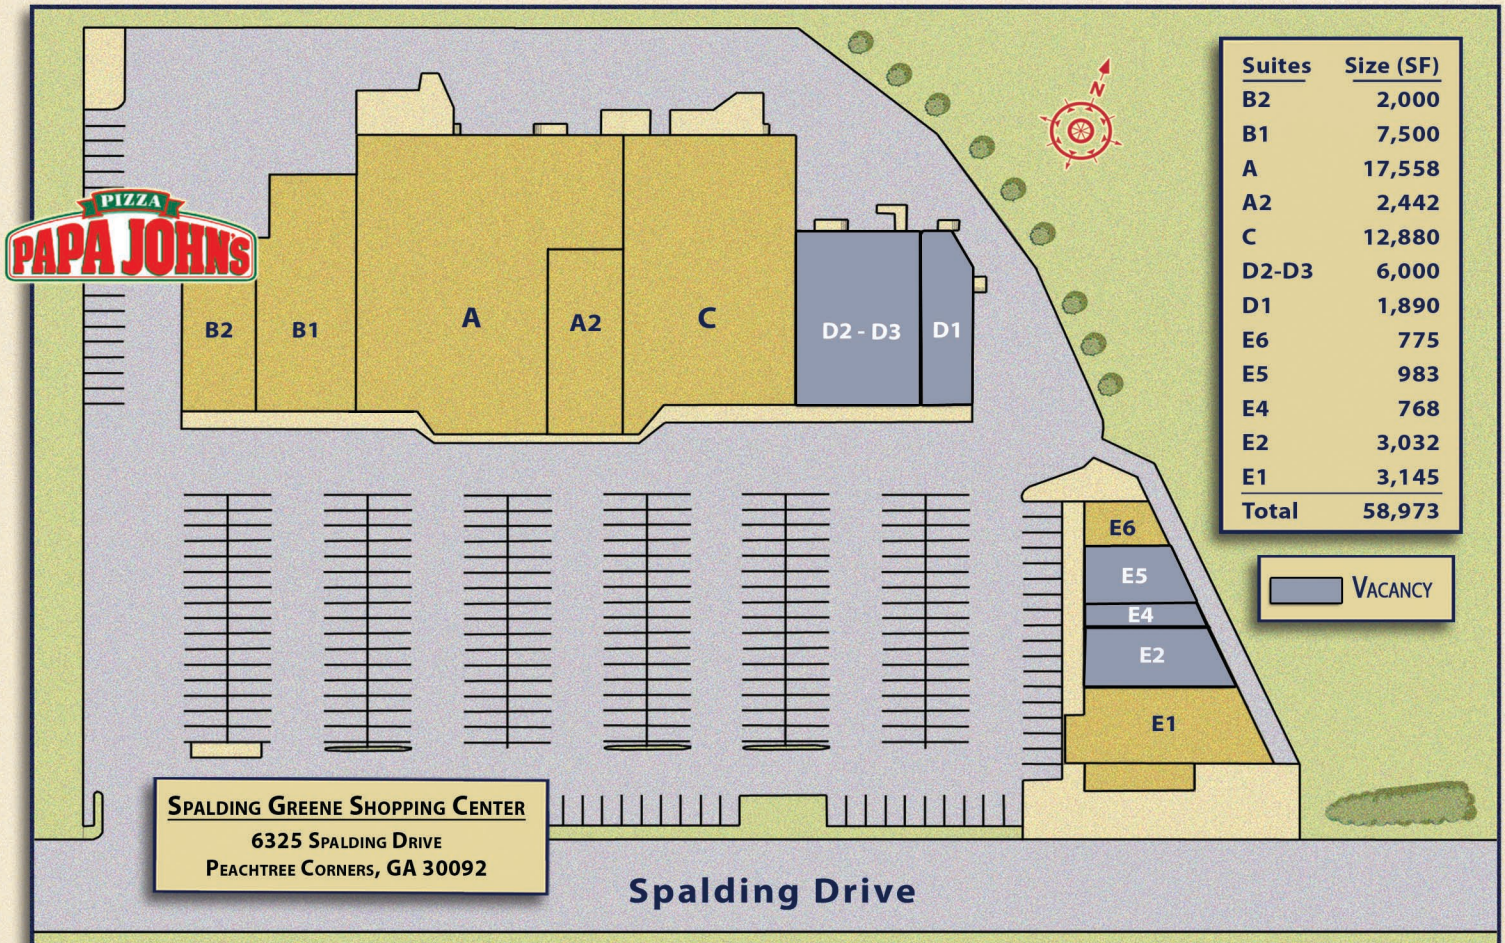 PIZZA
PAPA JOHN'S
B2
B1
A
A2
C
D2 - D3
D1
N
Suites Size (SF)
B2 2,000
B1 7,500
A 17,558
A2 2,442
C 12,880
D2-D3 6,000
D1 1,890
E6 775
E5 983
E4 768
E2 3,032
E1 3,145
Total 58,973
Vacancy
E6
E5
E4
E2
E1
Spalding Greene Shopping Center
6325 Spalding Drive
Peachtree Corners, GA 30092
Spalding Drive